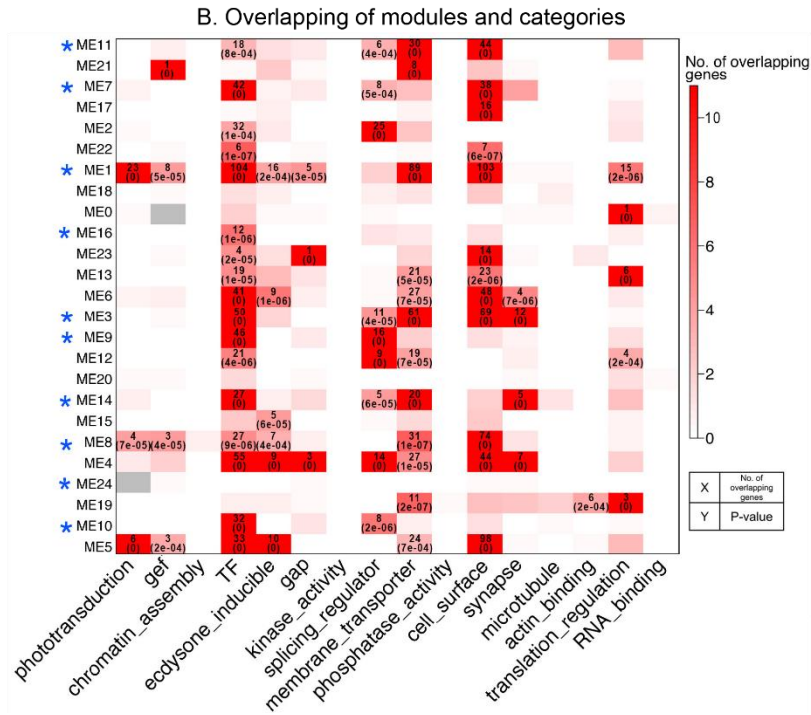 B. Overlapping of modules and categories
* ME11 18 6 30 44
(8e-04) (4e-04) (0) (0)
ME21 1 8
(0) (0)
* ME7 42 8 38
(0) (5e-04) (0)
ME17 16
(0)
ME2 32 25
(1e-04) (0)
ME22 6 7
(1e-07) (6e-07)
* ME1 23 8 104 16 5 89 103 15
(0) (5e-05) (0) (2e-04) (3e-05) (0) (0) (2e-06)
ME18
ME0 1
(0)
* ME16 12
(1e-06)
ME23 4 1 14
(2e-05) (0) (0)
ME13 19 21 23 6
(1e-05) (5e-05) (2e-06) (0)
ME6 41 9 27 48 4
(0) (1e-06) (7e-05) (0) (7e-06)
* ME3 50 11 61 69 12
(0) (4e-05) (0) (0) (0)
* ME9 46 16
(0) (0)
ME12 21 9 19 4
(4e-06) (0) (7e-05) (2e-04)
ME20
* ME14 27 5 20 5
(0) (6e-05) (0) (0)
ME15 5
(6e-05)
* ME8 4 3 27 7 31 74
(7e-05) (4e-05) (9e-06) (4e-04) (1e-07) (0)
ME4 55 9 3 14 27 44 7
(0) (0) (0) (0) (1e-05) (0) (0)
* ME24
ME19 11 6 3
(2e-07) (2e-04) (0)
* ME10 32 8
(0) (2e-06)
ME5 6 3 33 10 24 98
(0) (2e-04) (0) (0) (7e-04) (0)
phototransduction
gef
chromatin_assembly
TF
ecdysone_inducible
gap
kinase_activity
splicing_regulator
membrane_transporter
phosphatase_activity
cell_surface
synapse
microtubule
actin_binding
translation_regulation
RNA_binding
No. of overlapping
genes
10
8
6
4
2
0
X No. of
overlapping
genes
Y P-value